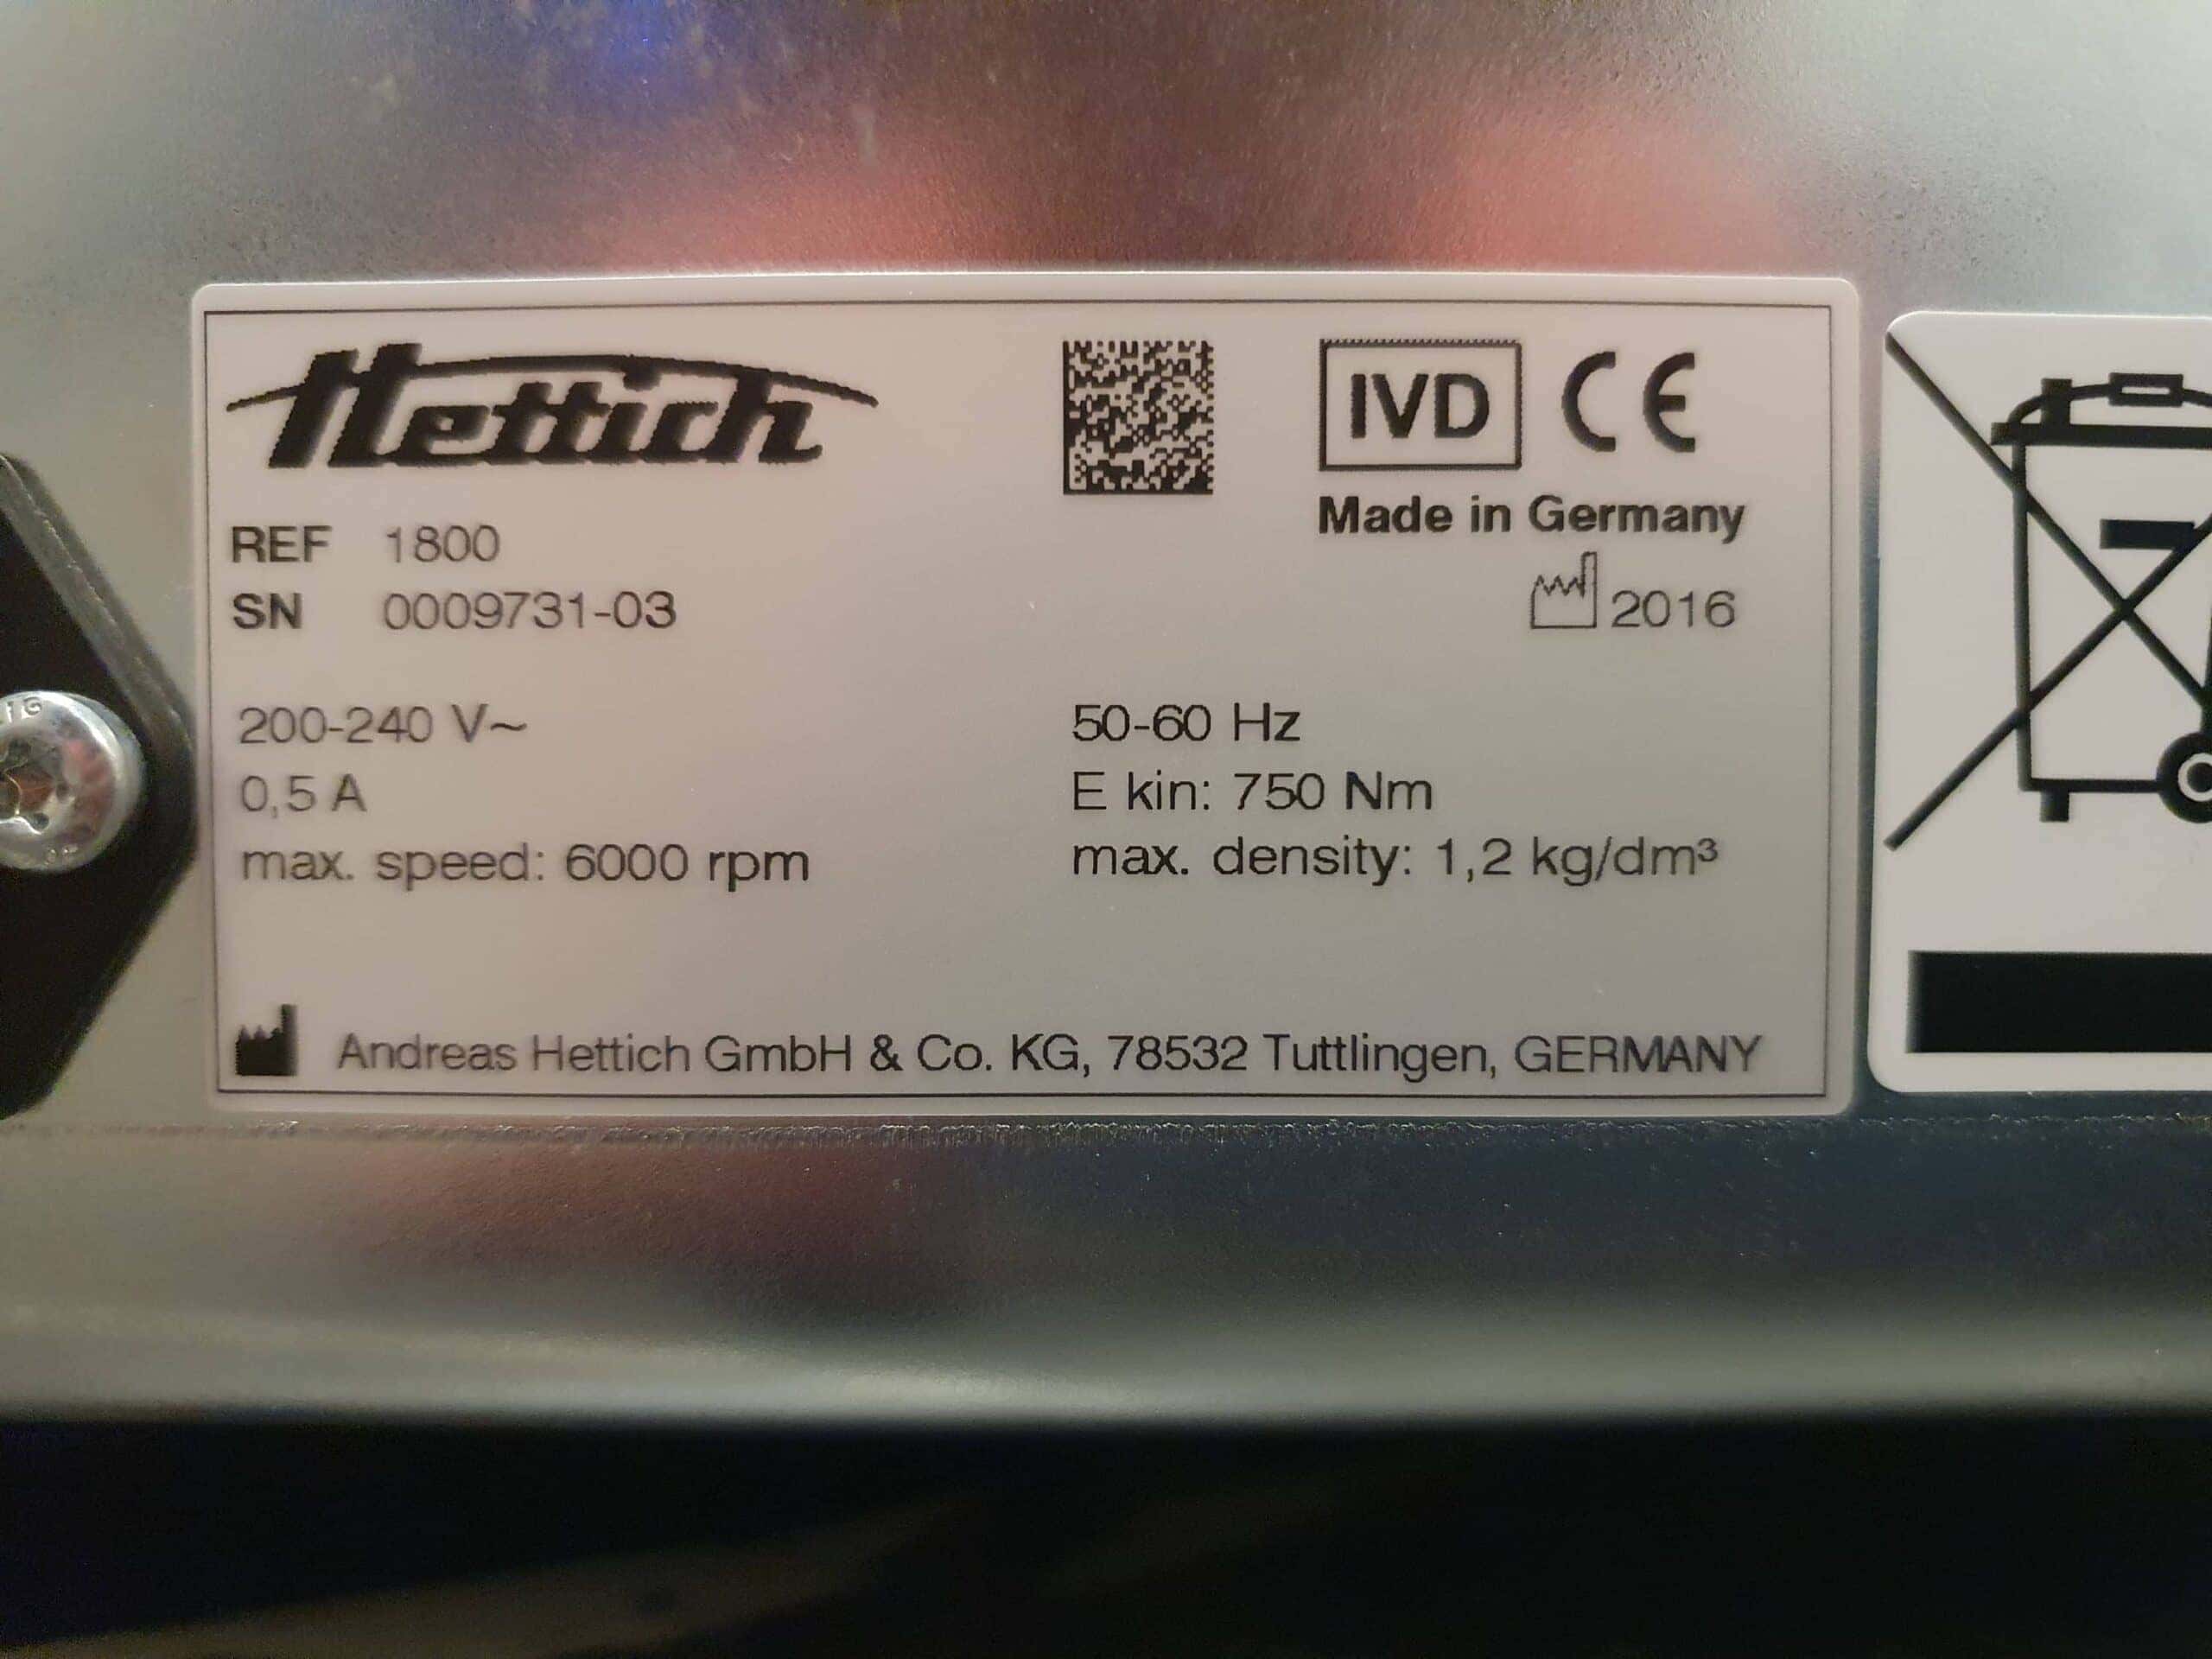 Hettich
IVD CE
Made in Germany
REF 1800
SN 0009731-03
2016
200-240 V~
50-60 Hz
0,5 A
E kin: 750 Nm
max. speed: 6000 rpm
max. density: 1,2 kg/dm³
Andreas Hettich GmbH & Co. KG, 78532 Tuttlingen, GERMANY